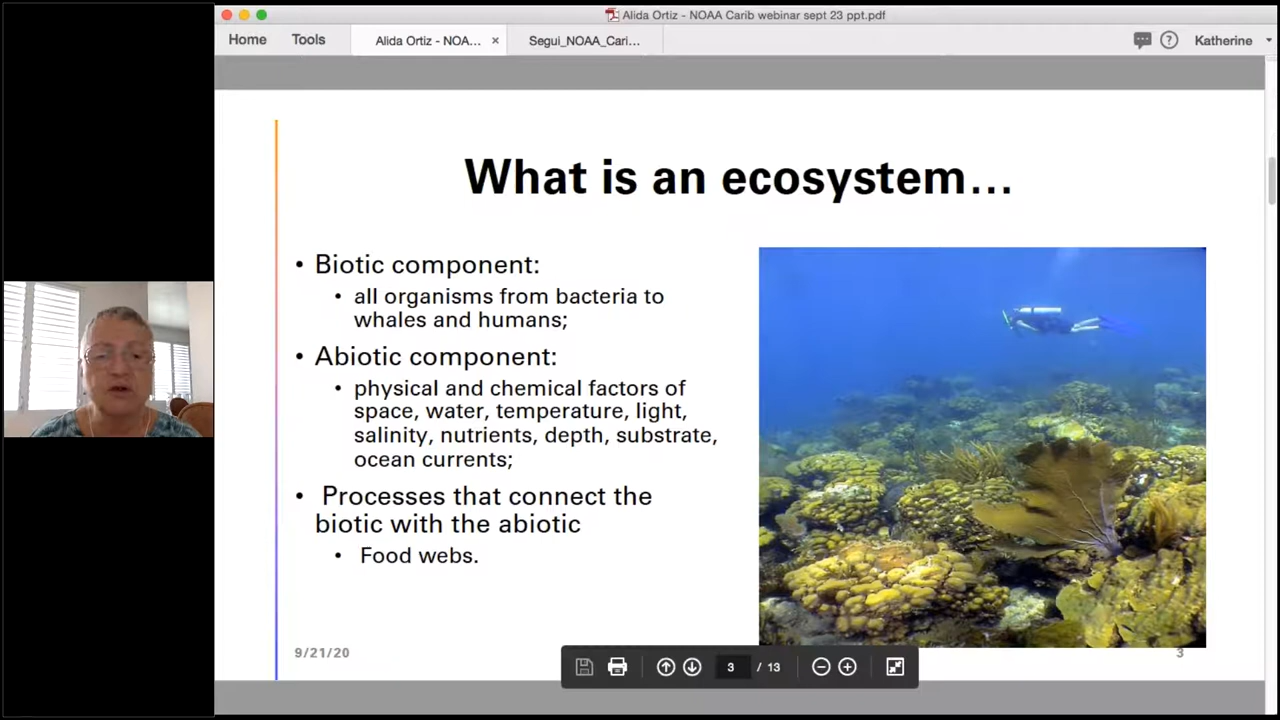 Alida Ortiz - NOAA Carib webinar sept 23 ppt.pdf
Home Tools Alida Ortiz - NOA... × Segui_NOAA_Cari... ? Katherine
What is an ecosystem...
• Biotic component:
• all organisms from bacteria to
whales and humans;
• Abiotic component:
• physical and chemical factors of
space, water, temperature, light,
salinity, nutrients, depth, substrate,
ocean currents;
• Processes that connect the
biotic with the abiotic
• Food webs.
9/21/20
3
3 / 13